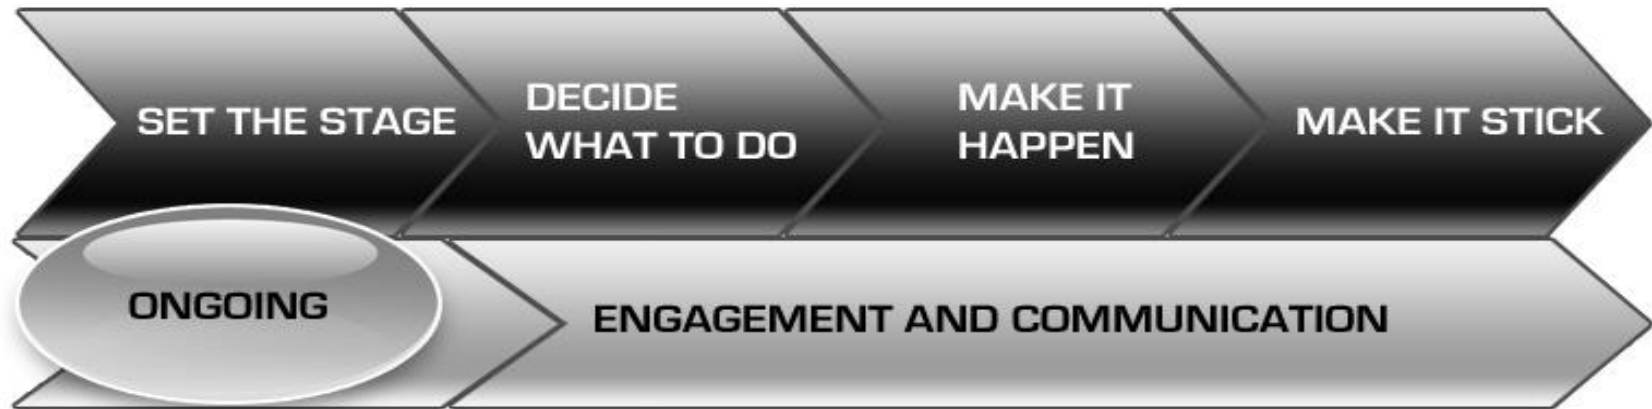 SET THE STAGE
DECIDE
WHAT TO DO
MAKE IT
HAPPEN
MAKE IT STICK
ONGOING
ENGAGEMENT AND COMMUNICATION